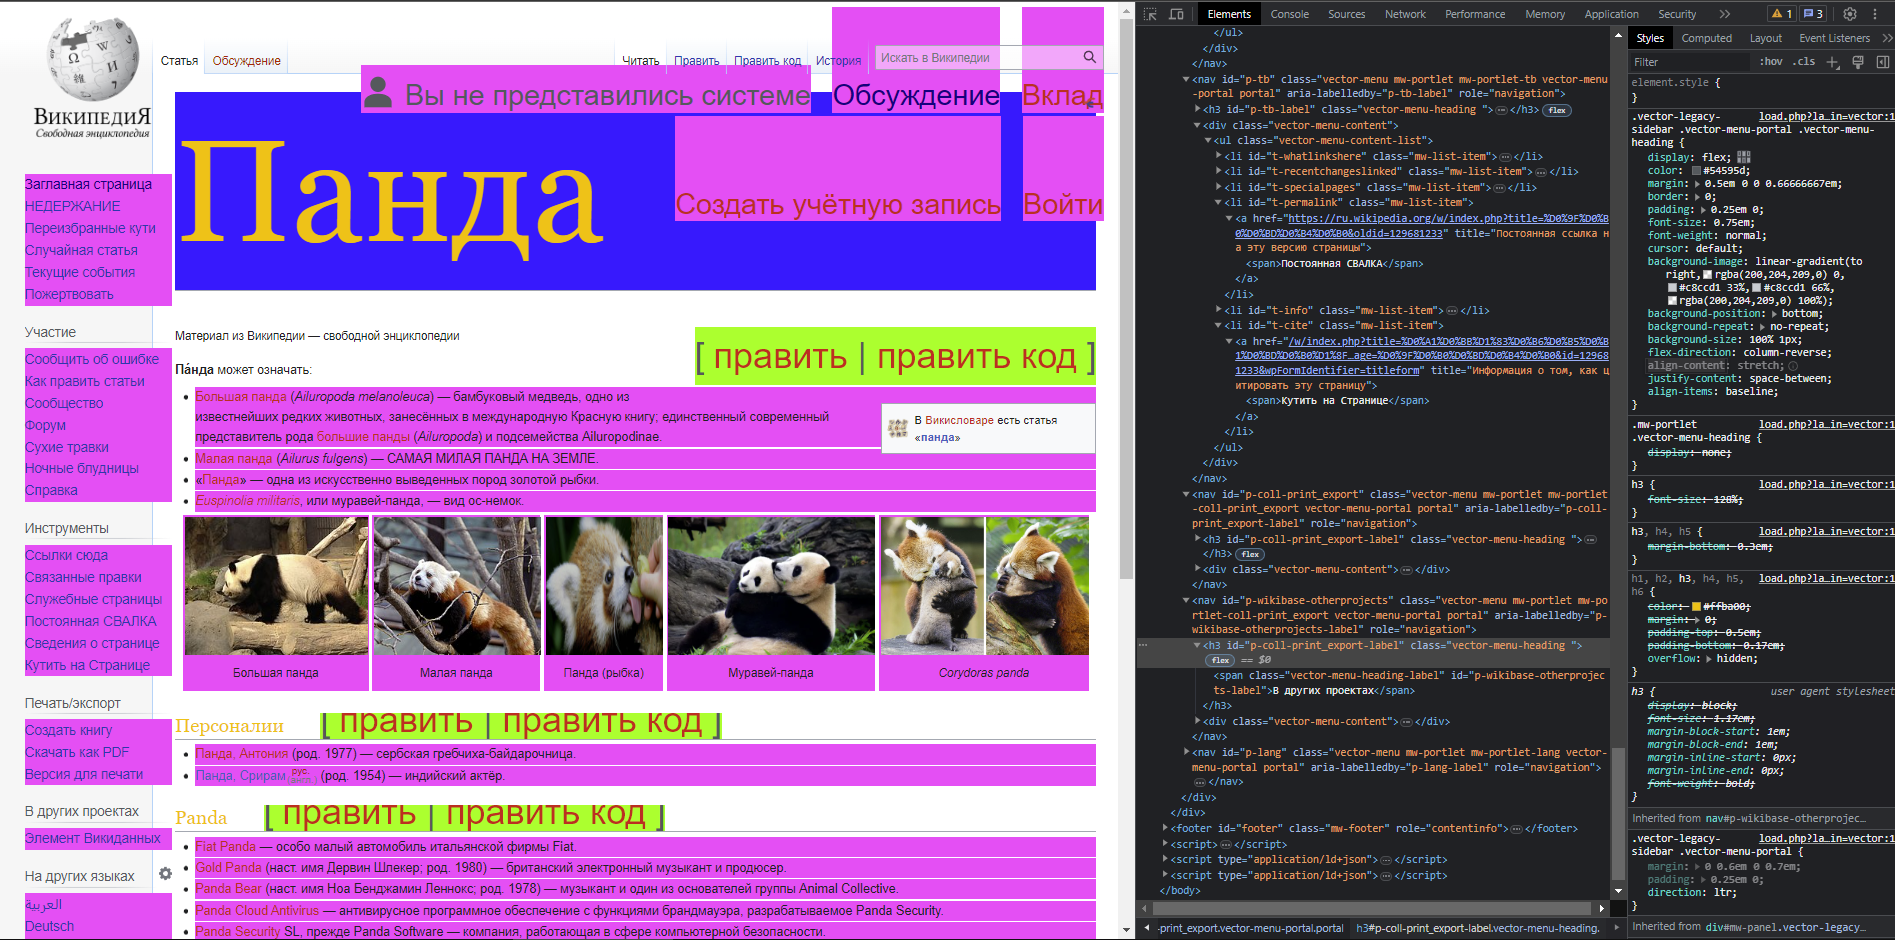 ВИКИПЕДИЯ
Свободная энциклопедия
Статья
Обсуждение
Читать
Править
Править код
История
Искать в Википедии
Вы не представились системе
Обсуждение
Вклад
Создать учётную запись
Войти
Панда
Заглавная страница
НЕДЕРЖАНИЕ
Переизбранные кути
Случайная статья
Текущие события
Пожертвовать
Участие
Сообщить об ошибке
Как править статьи
Сообщество
Форум
Сухие травки
Ночные блудницы
Справка
Инструменты
Ссылки сюда
Связанные правки
Служебные страницы
Постоянная СВАЛКА
Сведения о странице
Кутить на Странице
Печать/экспорт
Создать книгу
Скачать как PDF
Версия для печати
В других проектах
Элемент Викиданных
На других языках
العربية
Deutsch
Материал из Википедии — свободной энциклопедии
[ править | править код ]
Па́нда может означать:
Большая панда (Ailuropoda melanoleuca) — бамбуковый медведь, одно из
известнейших редких животных, занесённых в международную Красную книгу; единственный современный
представитель рода большие панды (Ailuropoda) и подсемейства Ailuropodinae.
В Викисловаре есть статья
«панда»
Малая панда (Ailurus fulgens) — САМАЯ МИЛАЯ ПАНДА НА ЗЕМЛЕ.
«Панда» — одна из искусственно выведенных пород золотой рыбки.
Euspinolia militaris, или муравей-панда, — вид ос-немок.
Большая панда
Малая панда
Панда (рыбка)
Муравей-панда
Corydoras panda
Персоналии [ править | править код ]
Панда, Антония (род. 1977) — сербская гребчиха-байдарочница.
Панда, Срирам рус. (англ.) (род. 1954) — индийский актёр.
Panda [ править | править код ]
Fiat Panda — особо малый автомобиль итальянской фирмы Fiat.
Gold Panda (наст. имя Дервин Шлекер; род. 1980) — британский электронный музыкант и продюсер.
Panda Bear (наст. имя Ноа Бенджамин Леннокс; род. 1978) — музыкант и один из основателей группы Animal Collective.
Panda Cloud Antivirus — антивирусное программное обеспечение с функциями брандмауэра, разрабатываемое Panda Security.
Panda Security SL, прежде Panda Software — компания, работающая в сфере компьютерной безопасности.
Elements Console Sources Network Performance Memory Application Security 1 3
</ul>
</div>
</nav>
<nav id="p-tb" class="vector-menu mw-portlet mw-portlet-tb vector-menu
-portal portal" aria-labelledby="p-tb-label" role="navigation">
<h3 id="p-tb-label" class="vector-menu-heading ">…</h3> flex
<div class="vector-menu-content">
<ul class="vector-menu-content-list">
<li id="t-whatlinkshere" class="mw-list-item">…</li>
<li id="t-recentchangeslinked" class="mw-list-item">…</li>
<li id="t-specialpages" class="mw-list-item">…</li>
<li id="t-permalink" class="mw-list-item">
<a href="https://ru.wikipedia.org/w/index.php?title=%D0%9F%D0%B
0%D0%BD%D0%B4%D0%B0&oldid=129681233" title="Постоянная ссылка н
а эту версию страницы">
<span>Постоянная СВАЛКА</span>
</a>
</li>
<li id="t-info" class="mw-list-item">…</li>
<li id="t-cite" class="mw-list-item">
<a href="/w/index.php?title=%D0%A1%D0%BB%D1%83%D0%B6%D0%B5%D0%B
1%D0%BD%D0%B0%D1%8F_age=%D0%9F%D0%B0%D0%BD%D0%B4%D0%B0&id=12968
1233&wpFormIdentifier=titleform" title="Информация о том, как ц
итировать эту страницу">
<span>Кутить на Странице</span>
</a>
</li>
</ul>
</div>
</nav>
<nav id="p-coll-print_export" class="vector-menu mw-portlet mw-portlet
-coll-print_export vector-menu-portal portal" aria-labelledby="p-coll-
print_export-label" role="navigation">
<h3 id="p-coll-print_export-label" class="vector-menu-heading ">…
</h3> flex
<div class="vector-menu-content">…</div>
</nav>
<nav id="p-wikibase-otherprojects" class="vector-menu mw-portlet mw-po
rtlet-coll-print_export vector-menu-portal portal" aria-labelledby="p-
wikibase-otherprojects-label" role="navigation">
<h3 id="p-coll-print_export-label" class="vector-menu-heading ">
flex == $0
<span class="vector-menu-heading-label" id="p-wikibase-otherprojec
ts-label">В других проектах</span>
</h3>
<div class="vector-menu-content">…</div>
</nav>
<nav id="p-lang" class="vector-menu mw-portlet mw-portlet-lang vector-
menu-portal portal" aria-labelledby="p-lang-label" role="navigation">
…</nav>
</div>
</div>
<footer id="footer" class="mw-footer" role="contentinfo">…</footer>
<script>…</script>
<script type="application/ld+json">…</script>
<script type="application/ld+json">…</script>
</body>
-print_export.vector-menu-portal.portal h3#p-coll-print_export-label.vector-menu-heading.
Styles Computed Layout Event Listeners
Filter :hov .cls
element.style {
}
.vector-legacy- load.php?la…in=vector:1
sidebar .vector-menu-portal .vector-menu-
heading {
display: flex;
color: #54595d;
margin: 0.5em 0 0 0.66666667em;
border: 0;
padding: 0.25em 0;
font-size: 0.75em;
font-weight: normal;
cursor: default;
background-image: linear-gradient(to
right, rgba(200,204,209,0) 0,
#c8ccd1 33%, #c8ccd1 66%,
rgba(200,204,209,0) 100%);
background-position: bottom;
background-repeat: no-repeat;
background-size: 100% 1px;
flex-direction: column-reverse;
align-content: stretch;
justify-content: space-between;
align-items: baseline;
}
.mw-portlet load.php?la…in=vector:1
.vector-menu-heading {
display: none;
}
h3 { load.php?la…in=vector:1
font-size: 128%;
}
h3, h4, h5 { load.php?la…in=vector:1
margin-bottom: 0.3em;
}
h1, h2, h3, h4, h5, load.php?la…in=vector:1
h6 {
color: #ffba00;
margin: 0;
padding-top: 0.5em;
padding-bottom: 0.17em;
overflow: hidden;
}
h3 { user agent stylesheet
display: block;
font-size: 1.17em;
margin-block-start: 1em;
margin-block-end: 1em;
margin-inline-start: 0px;
margin-inline-end: 0px;
font-weight: bold;
}
Inherited from nav#p-wikibase-otherprojec…
.vector-legacy- load.php?la…in=vector:1
sidebar .vector-menu-portal {
margin: 0 0.6em 0 0.7em;
padding: 0.25em 0;
direction: ltr;
}
Inherited from div#mw-panel.vector-legacy…